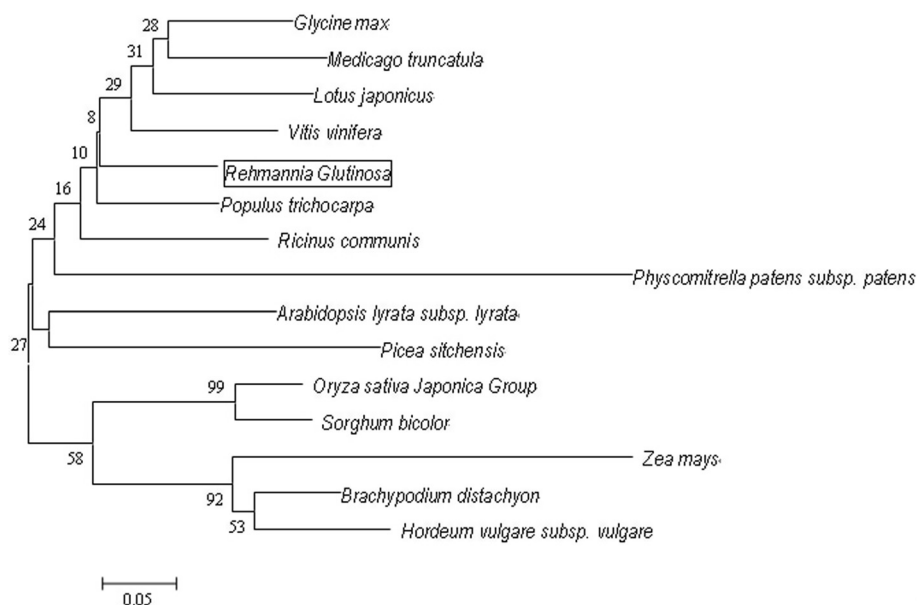 Glycine max
28
Medicago truncatula
31
Lotus japonicus
29
Vitis vinifera
8
Rehmannia Glutinosa
10
Populus trichocarpa
16
Ricinus communis
24
Physcomitrella patens subsp. patens
Arabidopsis lyrata subsp. lyrata
27
Picea sitchensis
99
Oryza sativa Japonica Group
Sorghum bicolor
58
Zea mays
92
Brachypodium distachyon
53
Hordeum vulgare subsp. vulgare
0.05